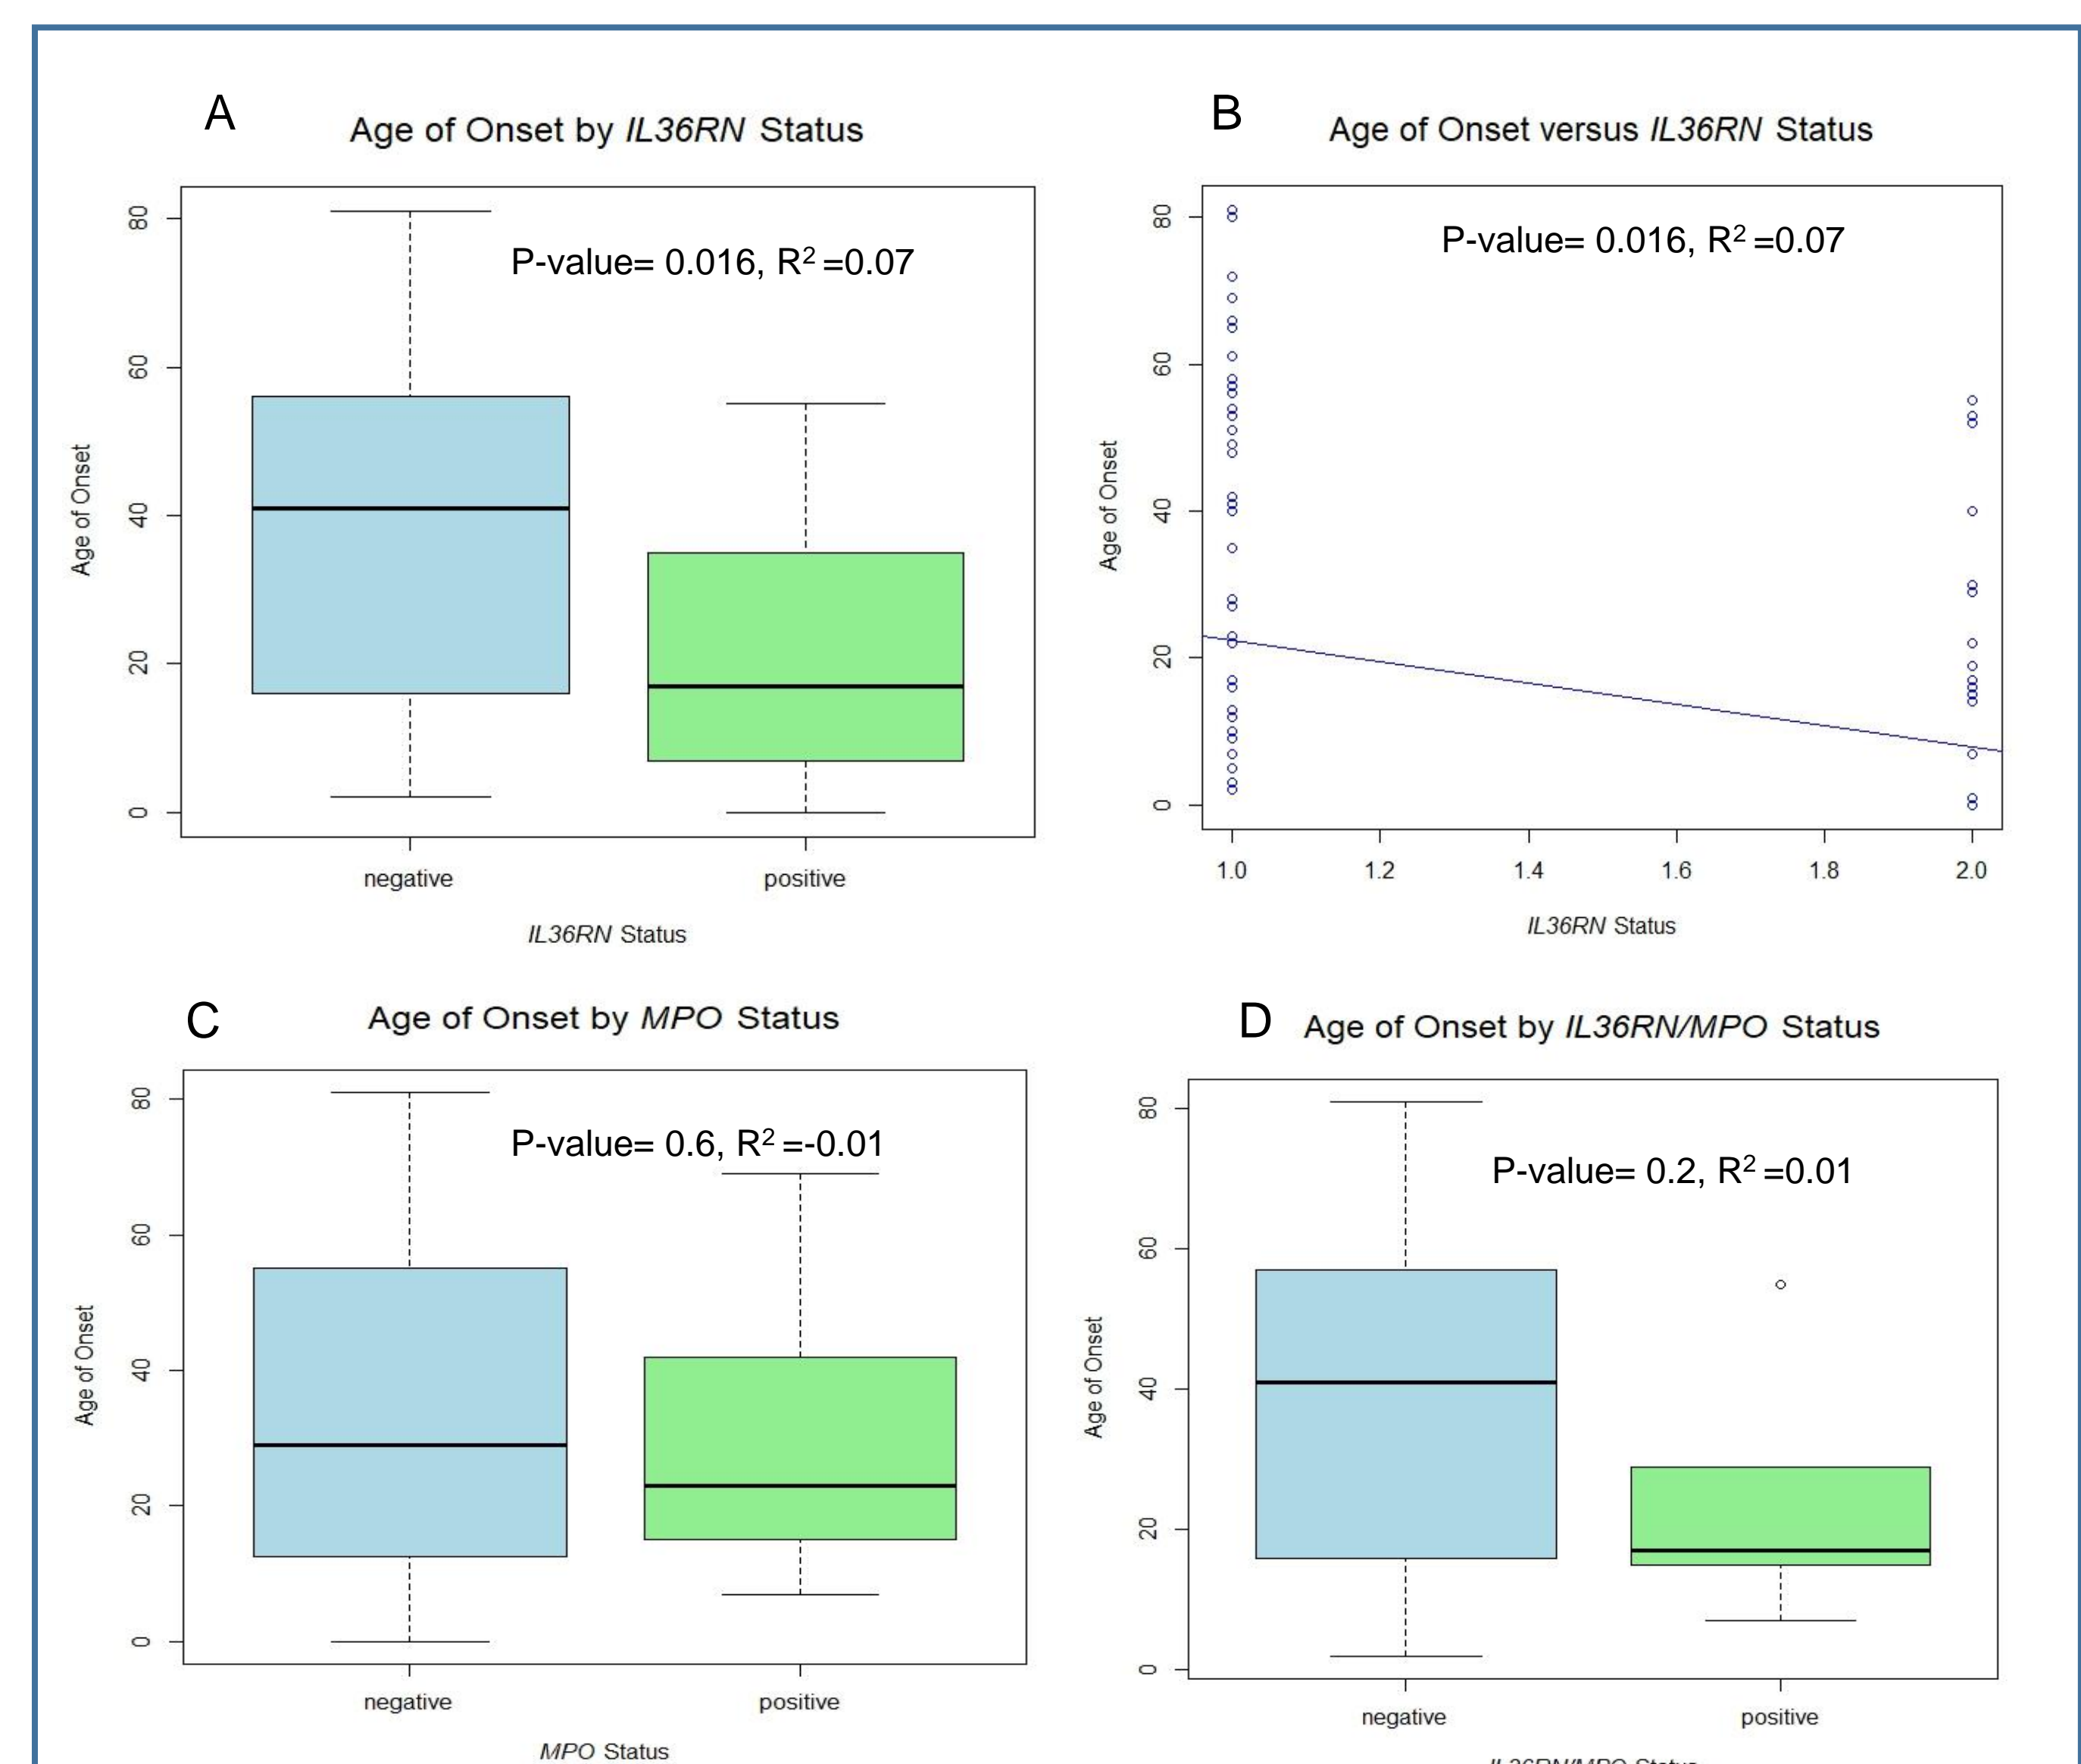 A
Age of Onset by IL36RN Status
P-value= 0.016, R² =0.07
Age of Onset
80
60
40
20
0
negative
positive
IL36RN Status
B
Age of Onset versus IL36RN Status
P-value= 0.016, R² =0.07
Age of Onset
80
60
40
20
0
1.0
1.2
1.4
1.6
1.8
2.0
IL36RN Status
C
Age of Onset by MPO Status
P-value= 0.6, R² =-0.01
Age of Onset
80
60
40
20
0
negative
positive
MPO Status
D
Age of Onset by IL36RN/MPO Status
P-value= 0.2, R² =0.01
Age of Onset
80
60
40
20
0
negative
positive
IL36RN/MPO Status